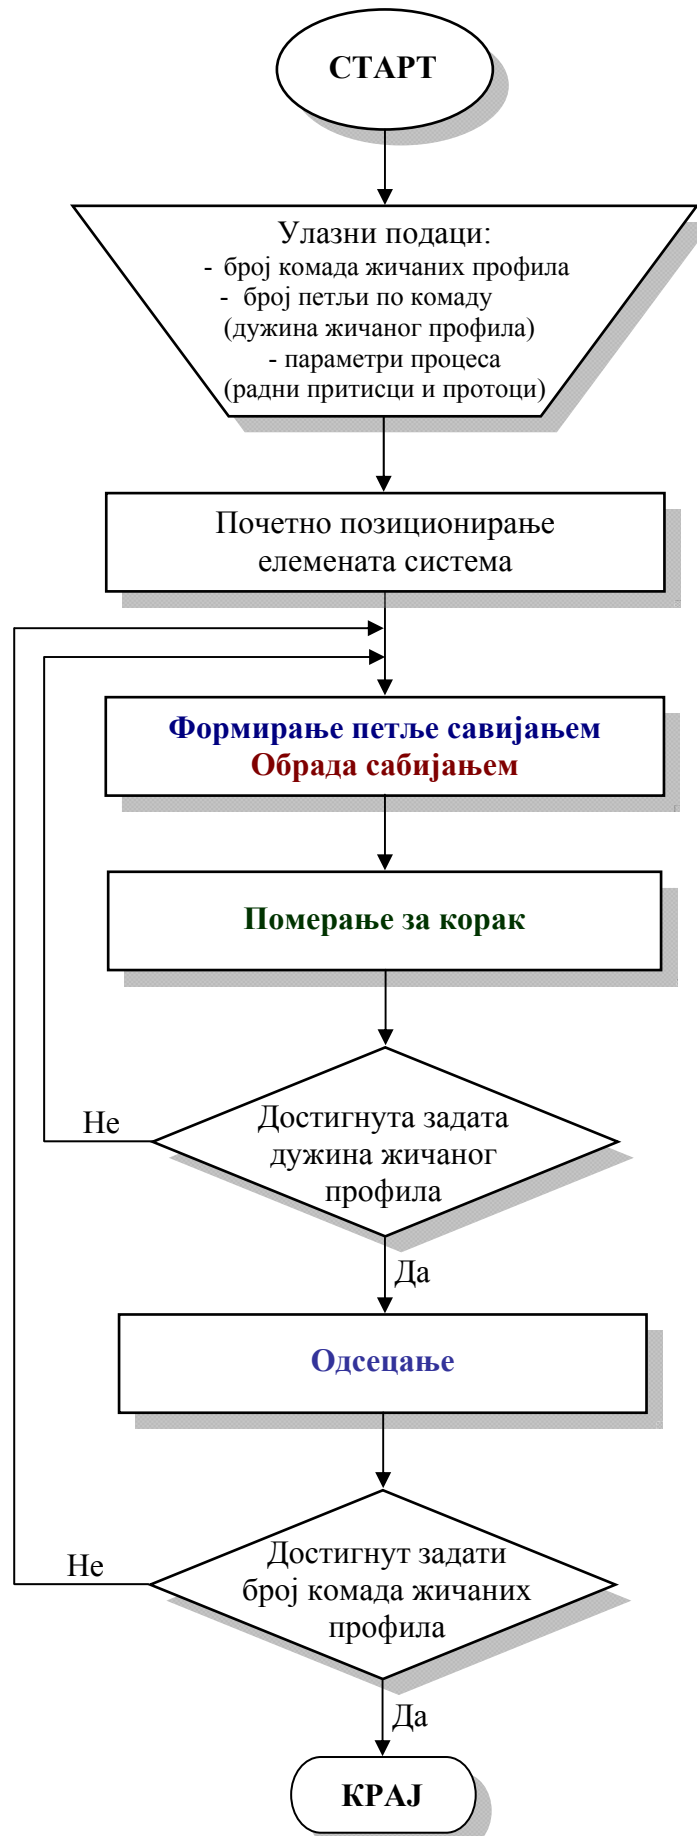 СТАРТ
Улазни подаци:
- број комада жичаних профила
- број петљи по комаду
(дужина жичаног профила)
- параметри процеса
(радни притисци и протоци)
Почетно позиционирање
елемената система
Формирање петље савијањем
Обрада сабијањем
Померање за корак
Не
Достигнута задата
дужина жичаног
профила
Да
Одсецање
Не
Достигнут задати
број комада жичаних
профила
Да
КРАЈ